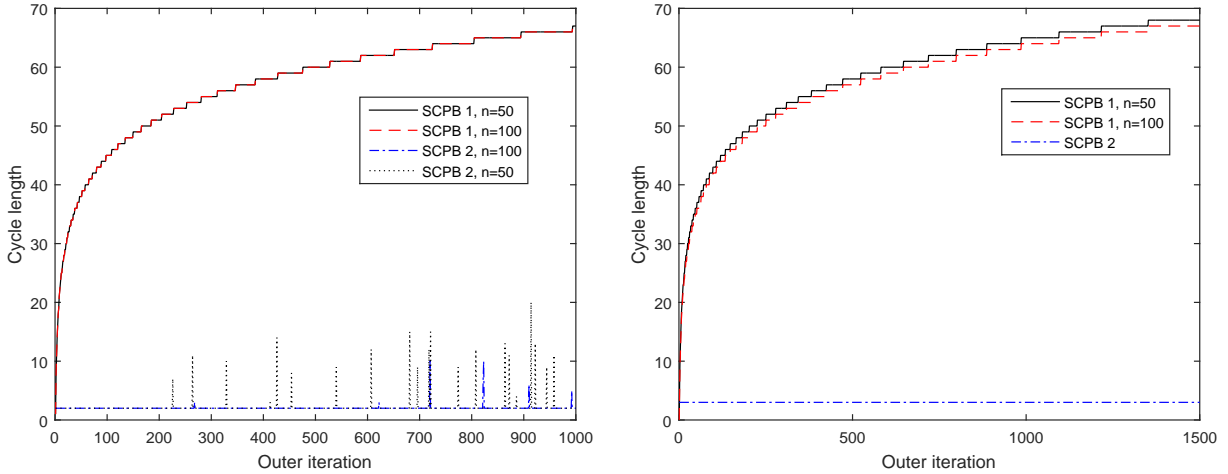 70
60
50
40
30
20
10
0
Cycle length
0 100 200 300 400 500 600 700 800 900 1000
Outer iteration
SCPB 1, n=50
SCPB 1, n=100
SCPB 2, n=100
SCPB 2, n=50
70
60
50
40
30
20
10
0
Cycle length
0 500 1000 1500
Outer iteration
SCPB 1, n=50
SCPB 1, n=100
SCPB 2